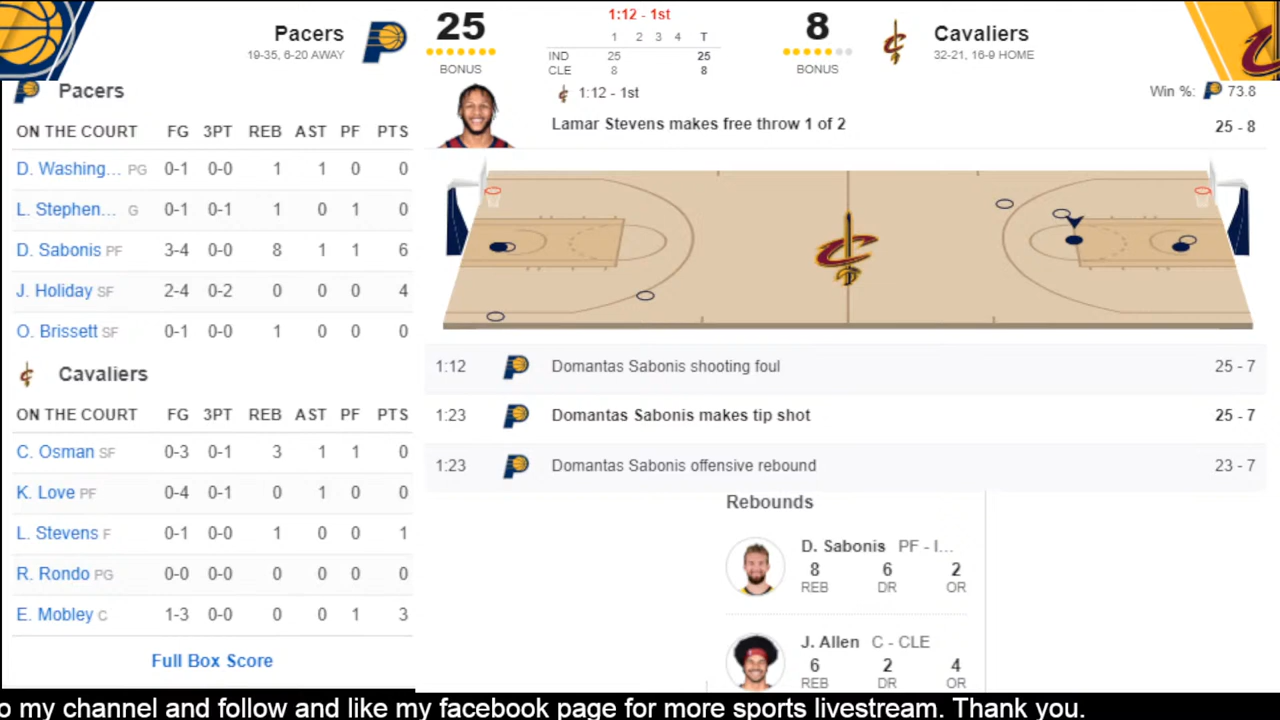 Pacers
19-35, 6-20 AWAY
25
BONUS
1:12 - 1st
1 2 3 4 T
IND 25 25
CLE 8 8
8
BONUS
Cavaliers
32-21, 16-9 HOME
Pacers
ON THE COURT FG 3PT REB AST PF PTS
D. Washing... PG 0-1 0-0 1 1 0 0
L. Stephen... G 0-1 0-1 1 0 1 0
D. Sabonis PF 3-4 0-0 8 1 1 6
J. Holiday SF 2-4 0-2 0 0 0 4
O. Brissett SF 0-1 0-0 1 0 0 0
Cavaliers
ON THE COURT FG 3PT REB AST PF PTS
C. Osman SF 0-3 0-1 3 1 1 0
K. Love PF 0-4 0-1 0 1 0 0
L. Stevens F 0-1 0-0 1 0 0 1
R. Rondo PG 0-0 0-0 0 0 0 0
E. Mobley C 1-3 0-0 0 0 1 3
Full Box Score
1:12 - 1st
Win %: 73.8
Lamar Stevens makes free throw 1 of 2 25 - 8
1:12 Domantas Sabonis shooting foul 25 - 7
1:23 Domantas Sabonis makes tip shot 25 - 7
1:23 Domantas Sabonis offensive rebound 23 - 7
Rebounds
D. Sabonis PF - I...
8 6 2
REB DR OR
J. Allen C - CLE
6 2 4
REB DR OR
o my channel and follow and like my facebook page for more sports livestream. Thank you.